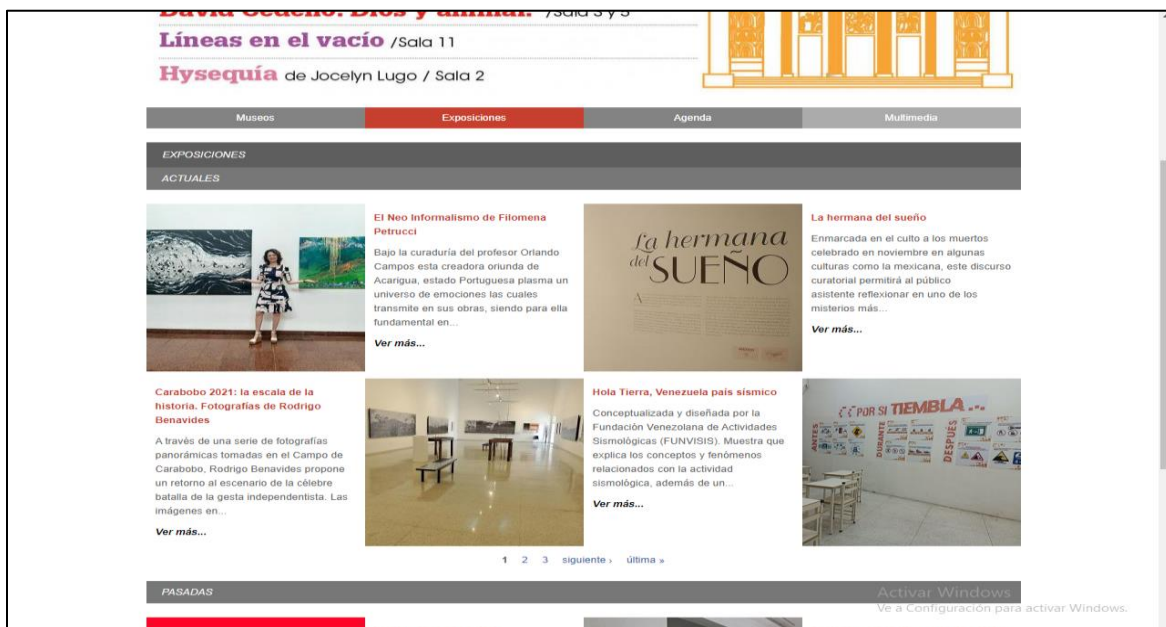 David Cedeño: Dios y animal. /Sala 3 y 5
Líneas en el vacío /Sala 11
Hysequía de Jocelyn Lugo / Sala 2
Museos
Exposiciones
Agenda
Multimedia
EXPOSICIONES
ACTUALES
El Neo Informalismo de Filomena
Petrucci
Bajo la curaduría del profesor Orlando
Campos esta creadora oriunda de
Acarigua, estado Portuguesa plasma un
universo de emociones las cuales
transmite en sus obras, siendo para ella
fundamental en...
Ver más...
La hermana
del SUEÑO
La hermana del sueño
Enmarcada en el culto a los muertos
celebrado en noviembre en algunas
culturas como la mexicana, este discurso
curatorial permitirá al público
asistente reflexionar en uno de los
misterios más...
Ver más...
Carabobo 2021: la escala de la
historia. Fotografías de Rodrigo
Benavides
A través de una serie de fotografías
panorámicas tomadas en el Campo de
Carabobo, Rodrigo Benavides propone
un retorno al escenario de la célebre
batalla de la gesta independentista. Las
imágenes en...
Ver más...
Hola Tierra, Venezuela país sísmico
Conceptualizada y diseñada por la
Fundación Venezolana de Actividades
Sismológicas (FUNVISIS). Muestra que
explica los conceptos y fenómenos
relacionados con la actividad
sismológica, además de un...
Ver más...
POR SI TIEMBLA
ANTES
DURANTE
DESPUÉS
1 2 3 siguiente › última »
PASADAS
Activar Windows
Ve a Configuración para activar Windows.